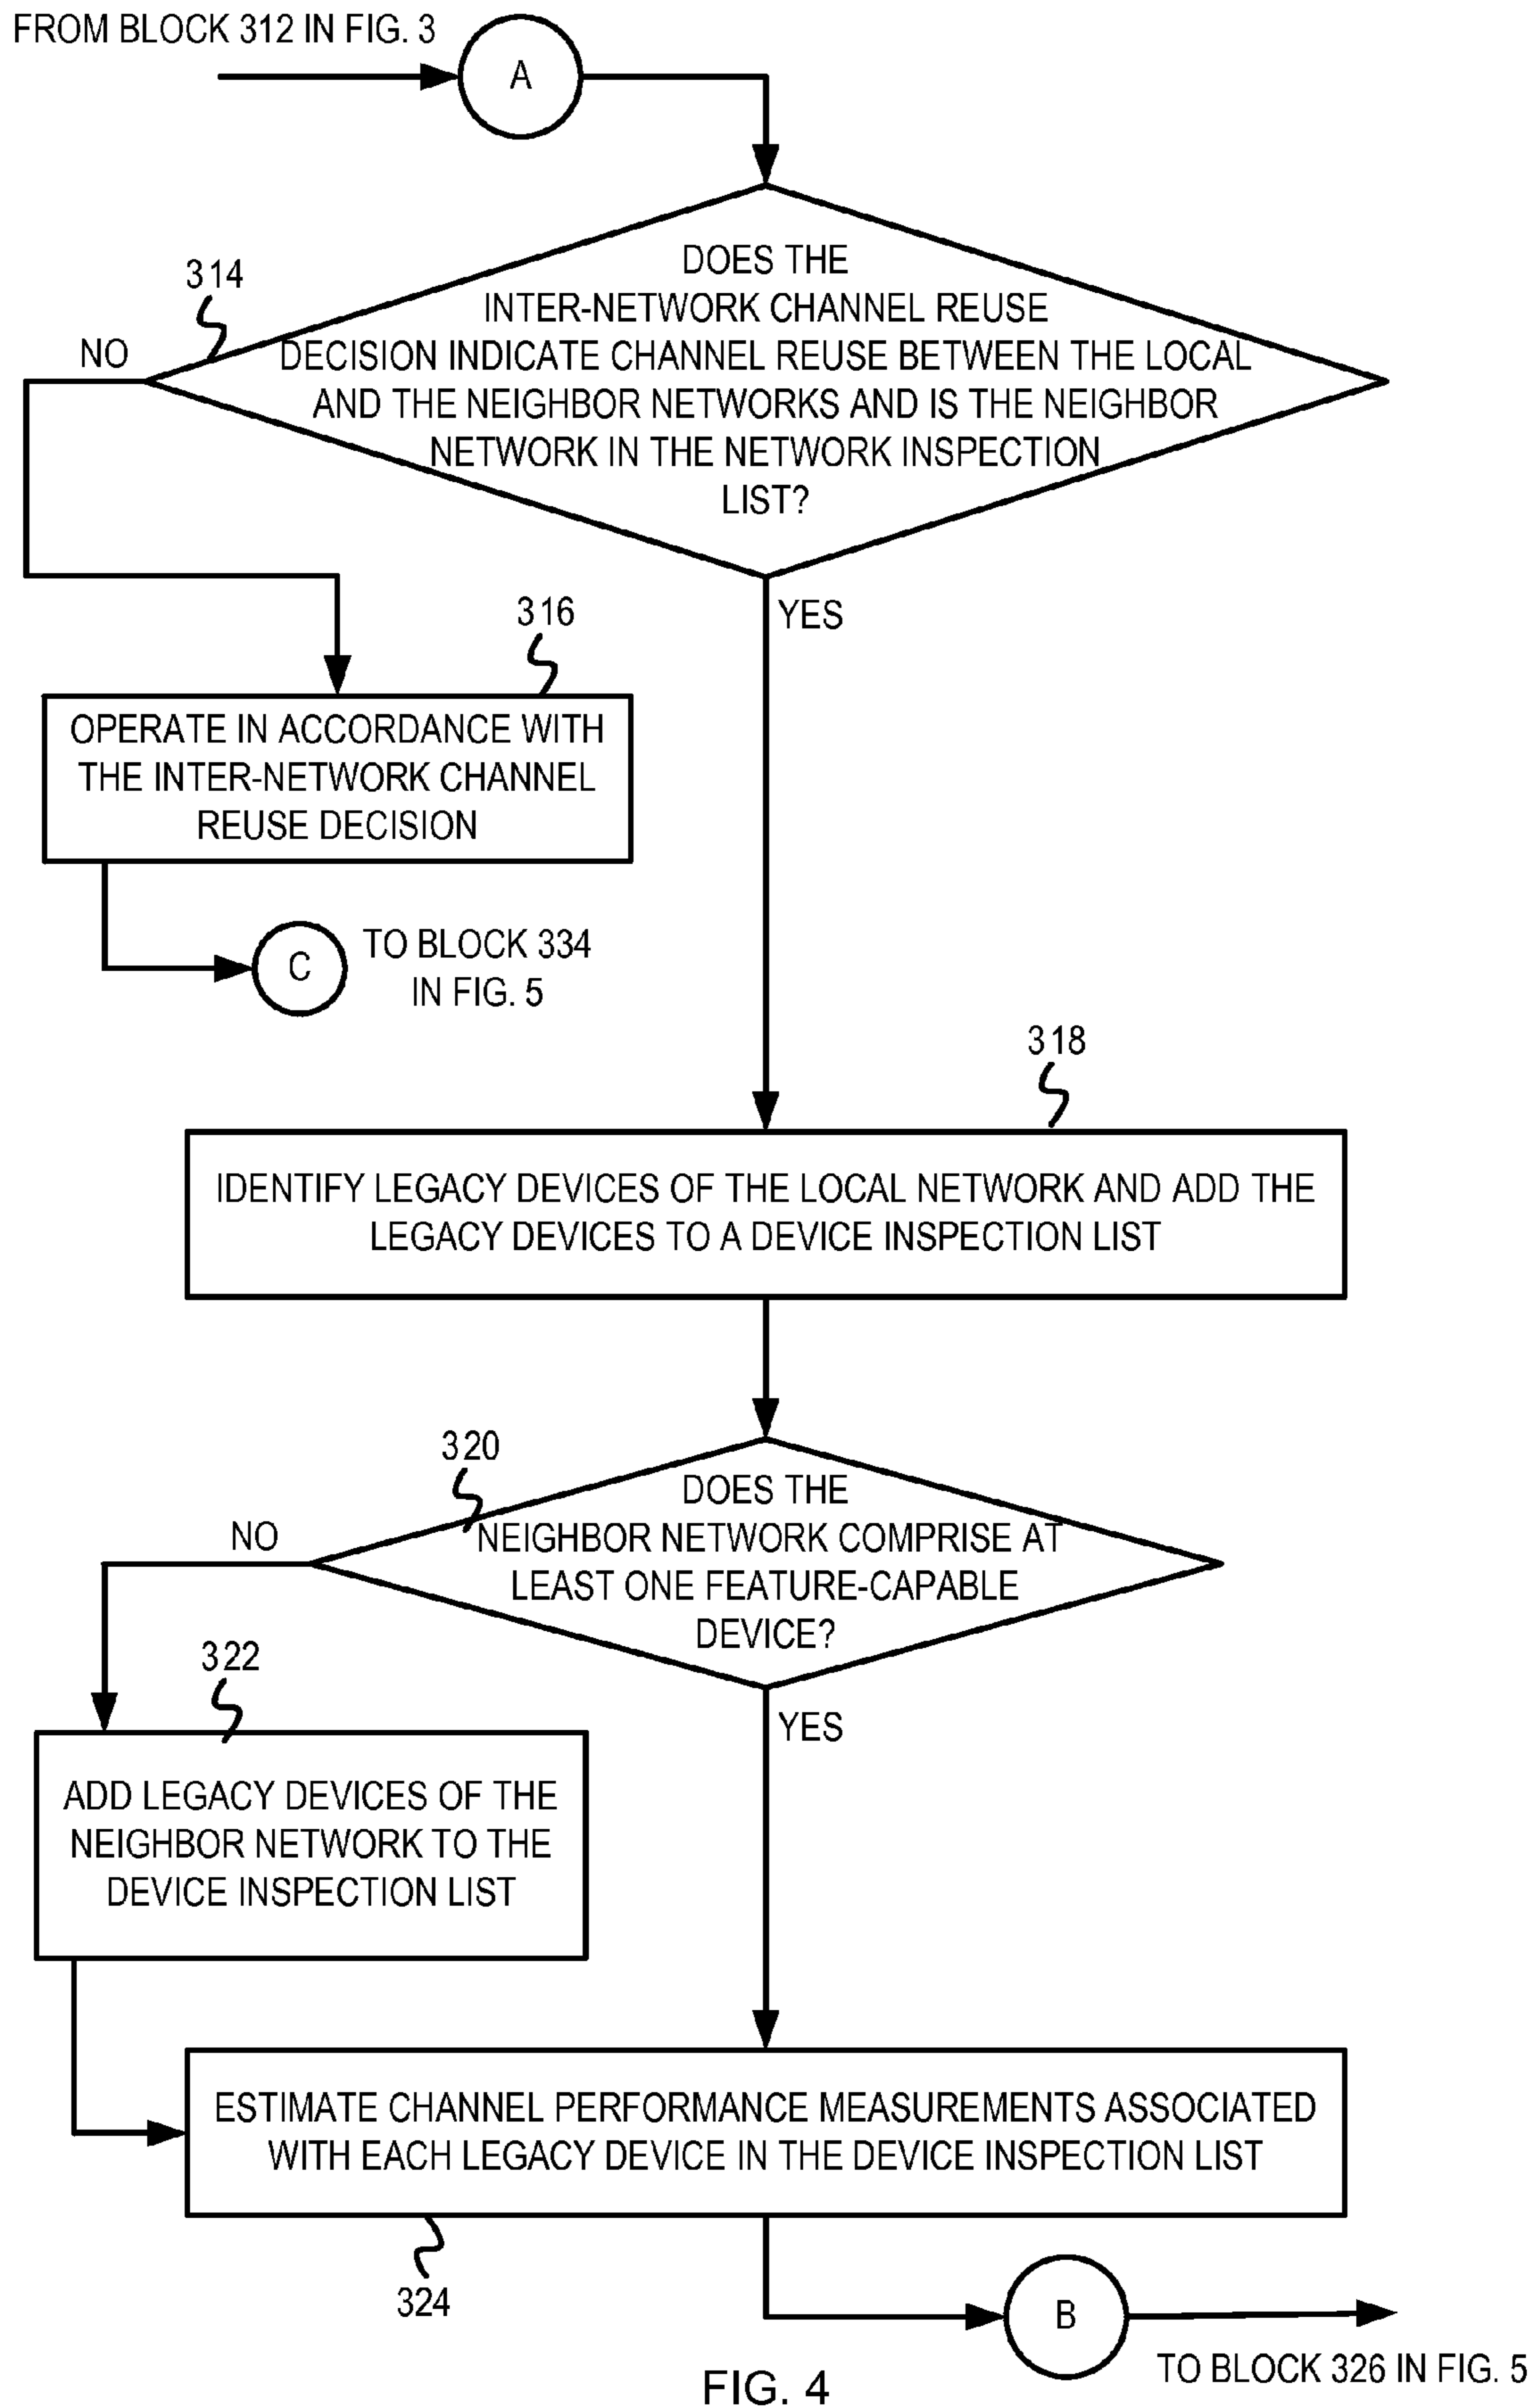 FROM BLOCK 312 IN FIG. 3
A
DOES THE
INTER-NETWORK CHANNEL REUSE
DECISION INDICATE CHANNEL REUSE BETWEEN THE LOCAL
AND THE NEIGHBOR NETWORKS AND IS THE NEIGHBOR
NETWORK IN THE NETWORK INSPECTION
LIST?
314
NO
YES
316
OPERATE IN ACCORDANCE WITH
THE INTER-NETWORK CHANNEL
REUSE DECISION
C
TO BLOCK 334
IN FIG. 5
318
IDENTIFY LEGACY DEVICES OF THE LOCAL NETWORK AND ADD THE
LEGACY DEVICES TO A DEVICE INSPECTION LIST
320
DOES THE
NEIGHBOR NETWORK COMPRISE AT
LEAST ONE FEATURE-CAPABLE
DEVICE?
NO
YES
322
ADD LEGACY DEVICES OF THE
NEIGHBOR NETWORK TO THE
DEVICE INSPECTION LIST
ESTIMATE CHANNEL PERFORMANCE MEASUREMENTS ASSOCIATED
WITH EACH LEGACY DEVICE IN THE DEVICE INSPECTION LIST
324
B
TO BLOCK 326 IN FIG. 5
FIG. 4